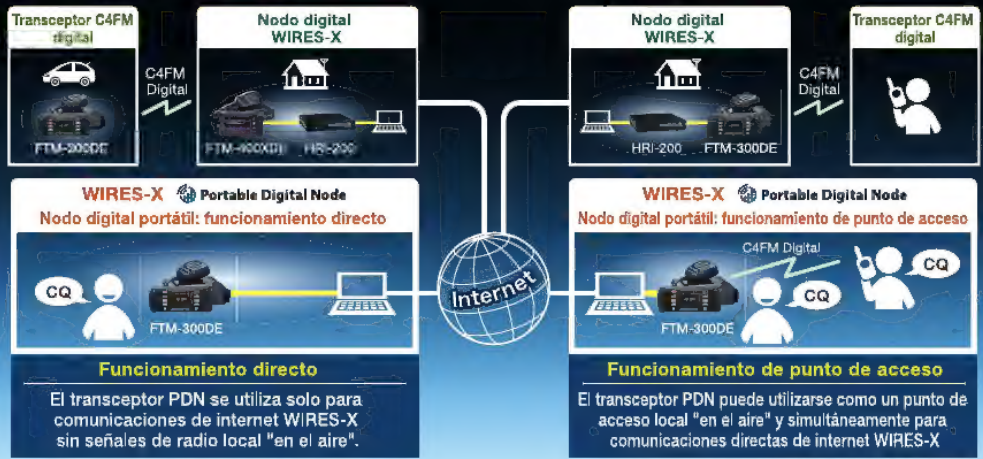 Transceptor C4FM
digital
C4FM
Digital
FTM-300DE
Nodo digital
WIRES-X
FTM-400XDE HRI-200
Nodo digital
WIRES-X
HRI-200 FTM-300DE
C4FM
Digital
Transceptor C4FM
digital
WIRES-X Portable Digital Node
Nodo digital portátil: funcionamiento directo
CQ
FTM-300DE
Internet
WIRES-X Portable Digital Node
Nodo digital portátil: funcionamiento de punto de acceso
C4FM Digital
CQ
CQ
FTM-300DE
Funcionamiento directo
El transceptor PDN se utiliza solo para
comunicaciones de internet WIRES-X
sin señales de radio local "en el aire".
Funcionamiento de punto de acceso
El transceptor PDN puede utilizarse como un punto de
acceso local "en el aire" y simultáneamente para
comunicaciones directas de internet WIRES-X